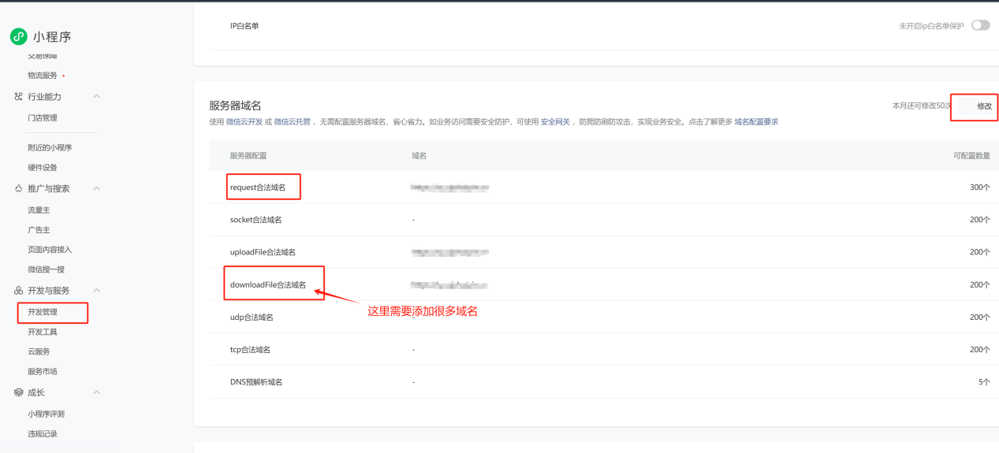 小程序
交易保障
物流服务
行业能力
门店管理
附近的小程序
硬件设备
推广与搜索
流量主
广告主
页面内容接入
微信搜一搜
开发与服务
开发管理
开发工具
云服务
服务市场
成长
小程序评测
违规记录
IP白名单
未开启ip白名单保护
服务器域名
本月还可修改50次
修改
使用 微信云开发 或 微信云托管 ，无需配置服务器域名，省心省力。如业务访问需要安全防护，可使用 安全网关 ，防爬防刷防攻击，实现业务安全。点击了解更多 域名配置要求
服务器配置 域名 可配置数量
request合法域名 300个
socket合法域名 - 200个
uploadFile合法域名 200个
downloadFile合法域名 200个
这里需要添加很多域名
udp合法域名 - 200个
tcp合法域名 - 200个
DNS预解析域名 - 5个